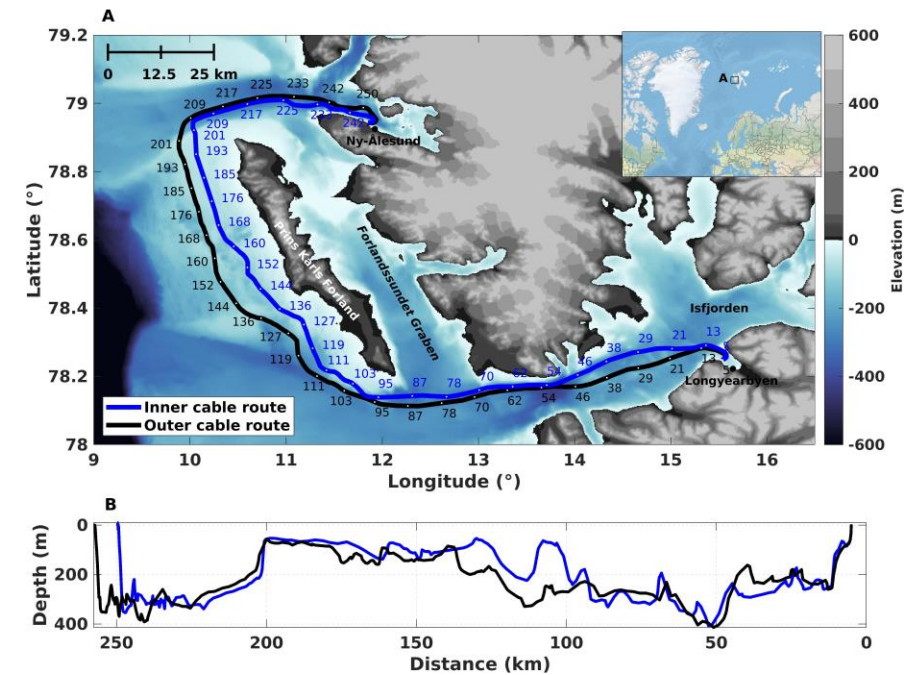 A
79.2
79
78.8
78.6
78.4
78.2
78
Latitude (°)
0 12.5 25 km
209 217 225 233 242 250
209 217 225 242
201
201
193
193
185
185
176
176
168
168
160
160
152
152
144
144
136
136
127
127
119
119
111
111
103
103
95 87 78 70 62 54 46 38 29 21 13
95 87 78 70 62 54 46 38 29 21 13 5
Ny-Ålesund
Prins Karls Forland
Forlandssundet Graben
Isfjorden
Longyearbyen
A
Inner cable route
Outer cable route
9 10 11 12 13 14 15 16
Longitude (°)
600
400
200
0
-200
-400
-600
Elevation (m)
B
0
200
400
Depth (m)
250 200 150 100 50 0
Distance (km)